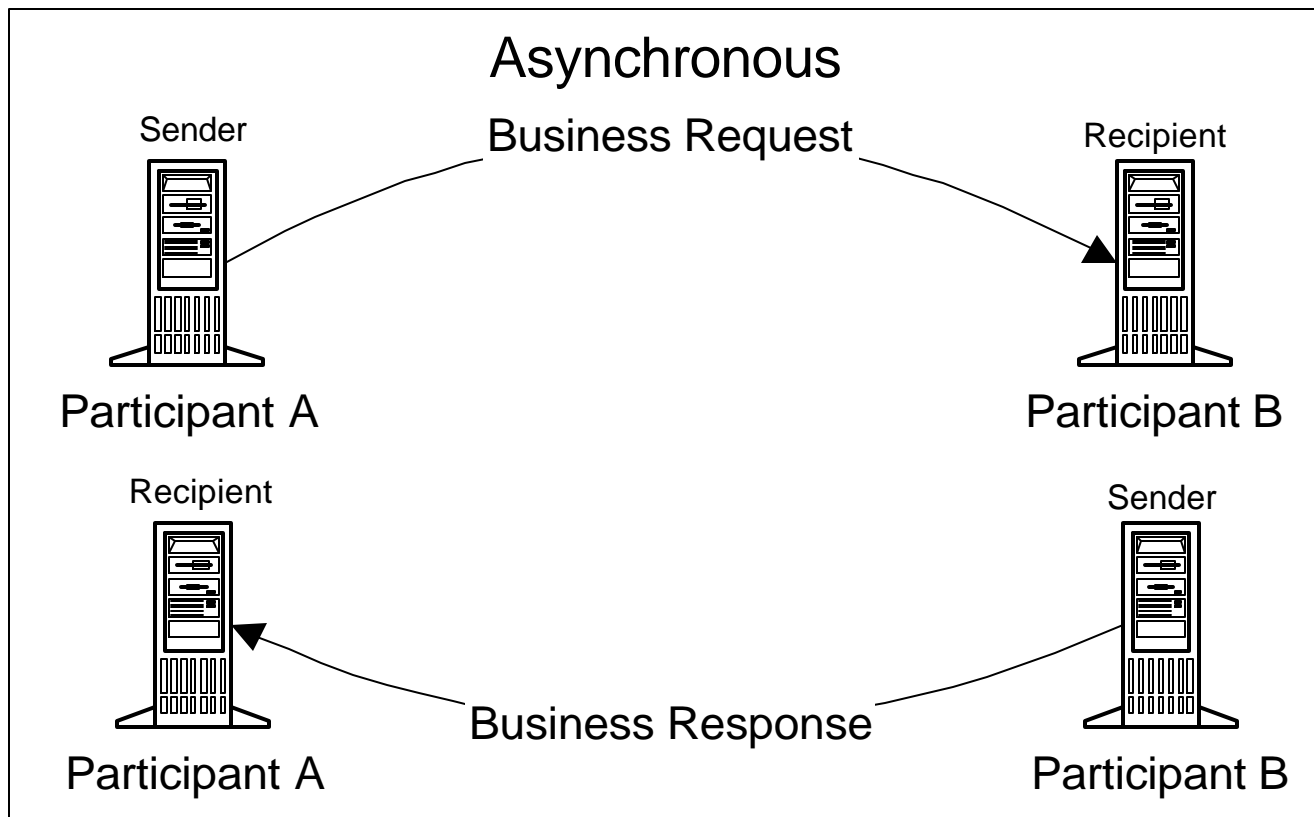 Asynchronous
Business Request
Sender
Recipient
Participant A
Participant B
Recipient
Sender
Business Response
Participant A
Participant B